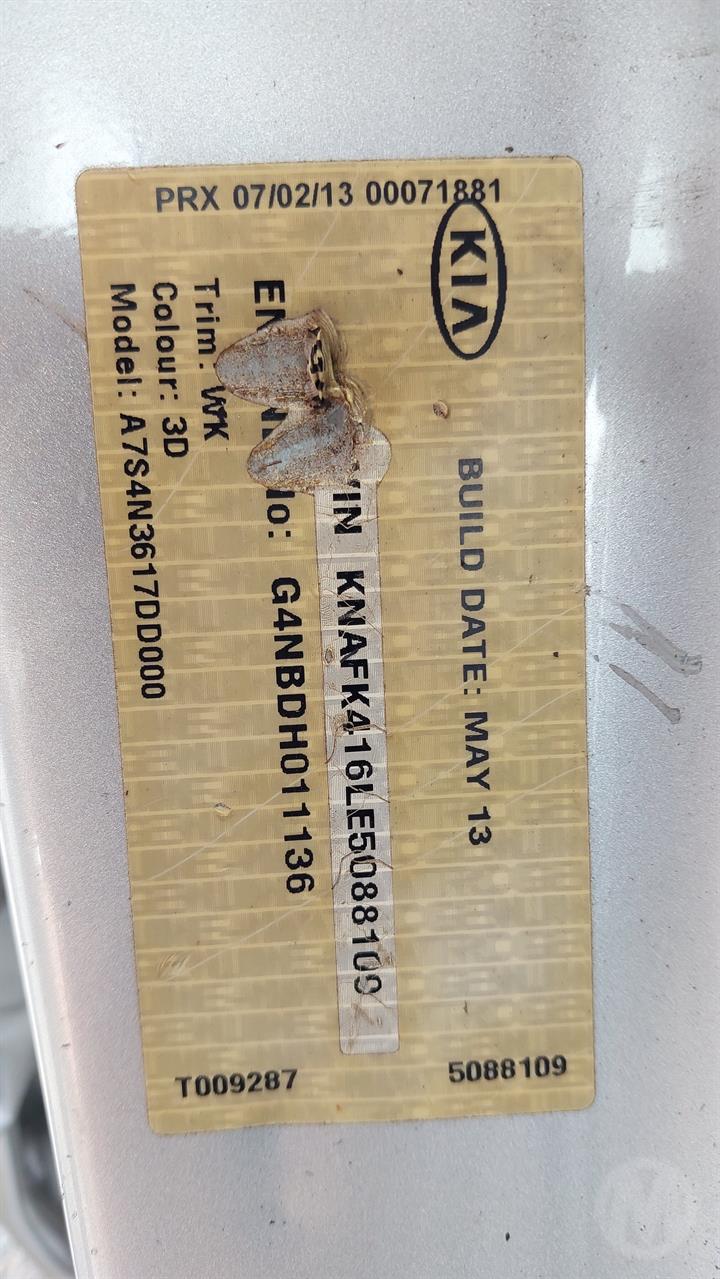 PRX 07/02/13 00071881
KIA
BUILD DATE: MAY 13
VIN KNAFK416LE5088109
No: G4NBDH011136
Trim: WK
Colour: 3D
Model: A7S4N3617DD000
T009287
5088109
M